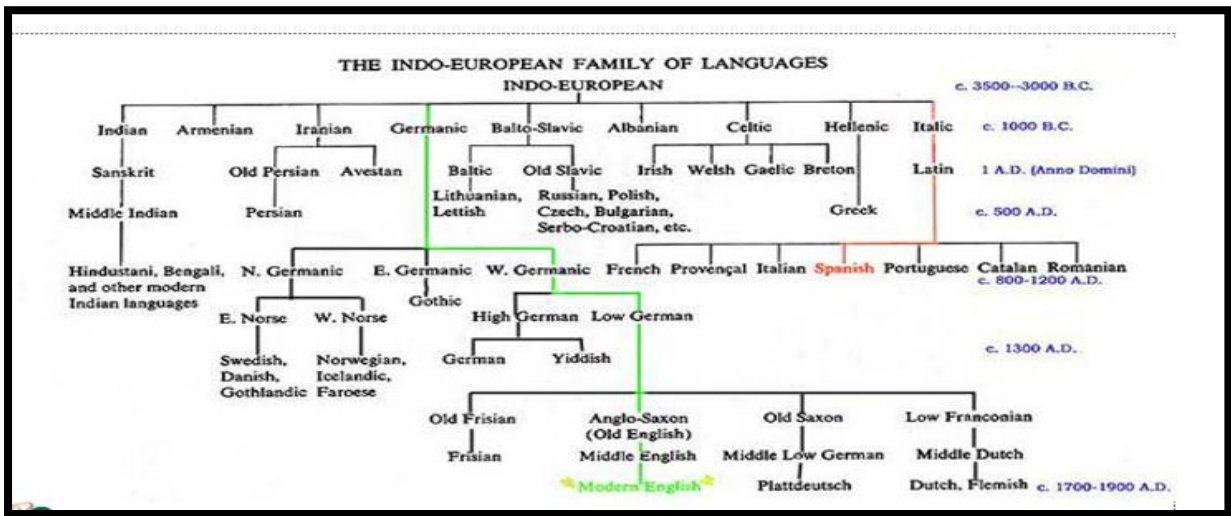 THE INDO-EUROPEAN FAMILY OF LANGUAGES
INDO-EUROPEAN
c. 3500--3000 B.C.
Indian Armenian Iranian Germanic Balto-Slavic Albanian Celtic Hellenic Italic c. 1000 B.C.
Sanskrit Old Persian Avestan Baltic Old Slavic Irish Welsh Gaelic Breton Latin 1 A.D. (Anno Domini)
Lithuanian, Russian, Polish,
Middle Indian Persian Lettish Czech, Bulgarian, Greek c. 500 A.D.
Serbo-Croatian, etc.
Hindustani, Bengali, N. Germanic E. Germanic W. Germanic French Provençal Italian Spanish Portuguese Catalan Romanian
and other modern c. 800-1200 A.D.
Indian languages Gothic
E. Norse W. Norse High German Low German
c. 1300 A.D.
Swedish, Norwegian, German Yiddish
Danish, Icelandic,
Gothlandic Faroese
Old Frisian Anglo-Saxon Old Saxon Low Franconian
(Old English)
Frisian Middle English Middle Low German Middle Dutch
*Modern English* Plattdeutsch Dutch, Flemish c. 1700-1900 A.D.